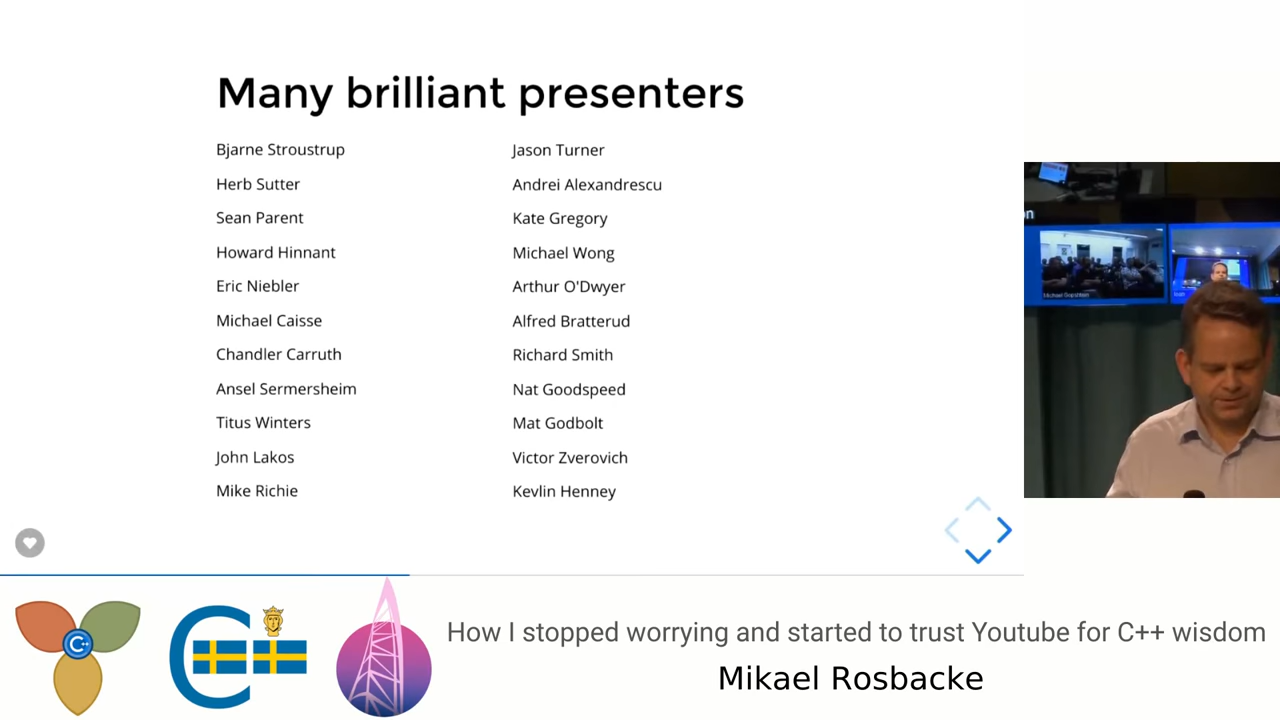 Many brilliant presenters
Bjarne Stroustrup
Herb Sutter
Sean Parent
Howard Hinnant
Eric Niebler
Michael Caisse
Chandler Carruth
Ansel Sermersheim
Titus Winters
John Lakos
Mike Richie
Jason Turner
Andrei Alexandrescu
Kate Gregory
Michael Wong
Arthur O'Dwyer
Alfred Bratterud
Richard Smith
Nat Goodspeed
Mat Godbolt
Victor Zverovich
Kevlin Henney
on
C++
How I stopped worrying and started to trust Youtube for C++ wisdom
Mikael Rosbacke